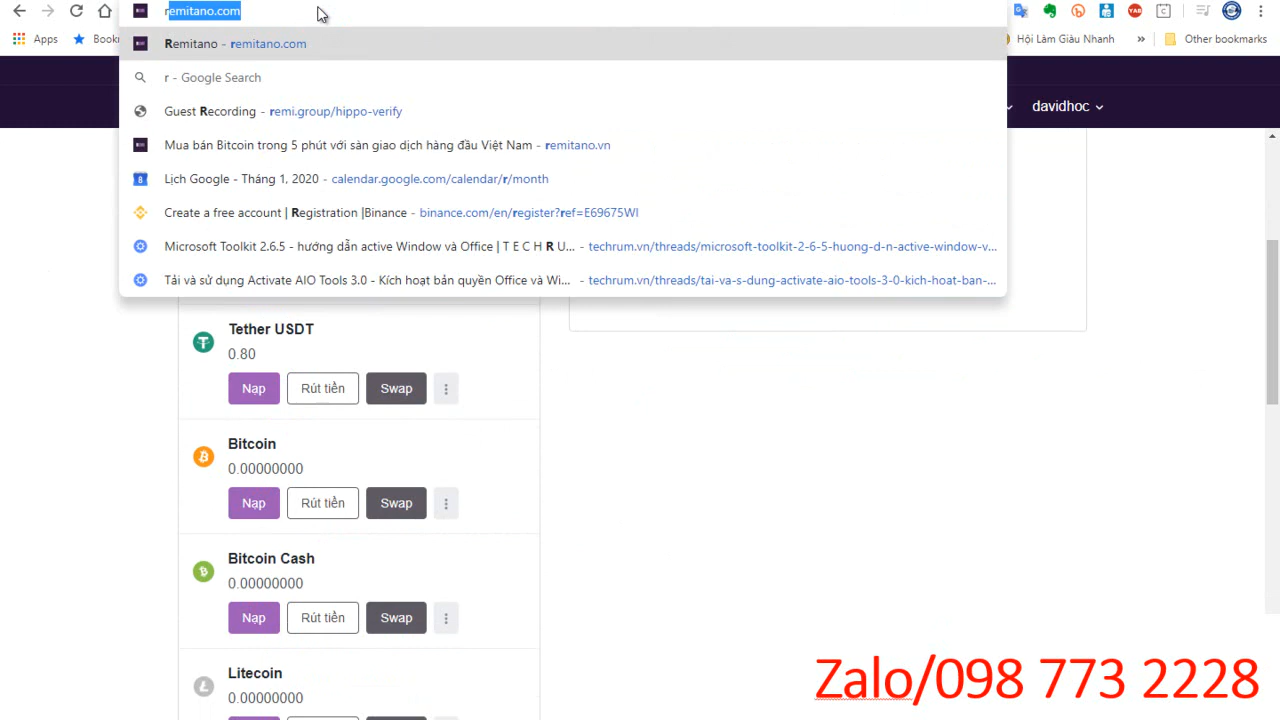 remitano.com
Remitano - remitano.com
r - Google Search
Guest Recording - remi.group/hippo-verify
Mua bán Bitcoin trong 5 phút với sàn giao dịch hàng đầu Việt Nam - remitano.vn
Lịch Google - Tháng 1, 2020 - calendar.google.com/calendar/r/month
Create a free account | Registration |Binance - binance.com/en/register?ref=E69675WI
Microsoft Toolkit 2.6.5 - hướng dẫn active Window và Office | T E C H R U... - techrum.vn/threads/microsoft-toolkit-2-6-5-huong-d-n-active-window-v...
Tải và sử dụng Activate AIO Tools 3.0 - Kích hoạt bản quyền Office và Wi... - techrum.vn/threads/tai-va-s-dung-activate-aio-tools-3-0-kich-hoat-ban-...
Apps
Book
Hội Làm Giàu Nhanh
»
Other bookmarks
davidhoc
Tether USDT
0.80
Nạp Rút tiền Swap
Bitcoin
0.00000000
Nạp Rút tiền Swap
Bitcoin Cash
0.00000000
Nạp Rút tiền Swap
Litecoin
0.00000000
Zalo/098 773 2228